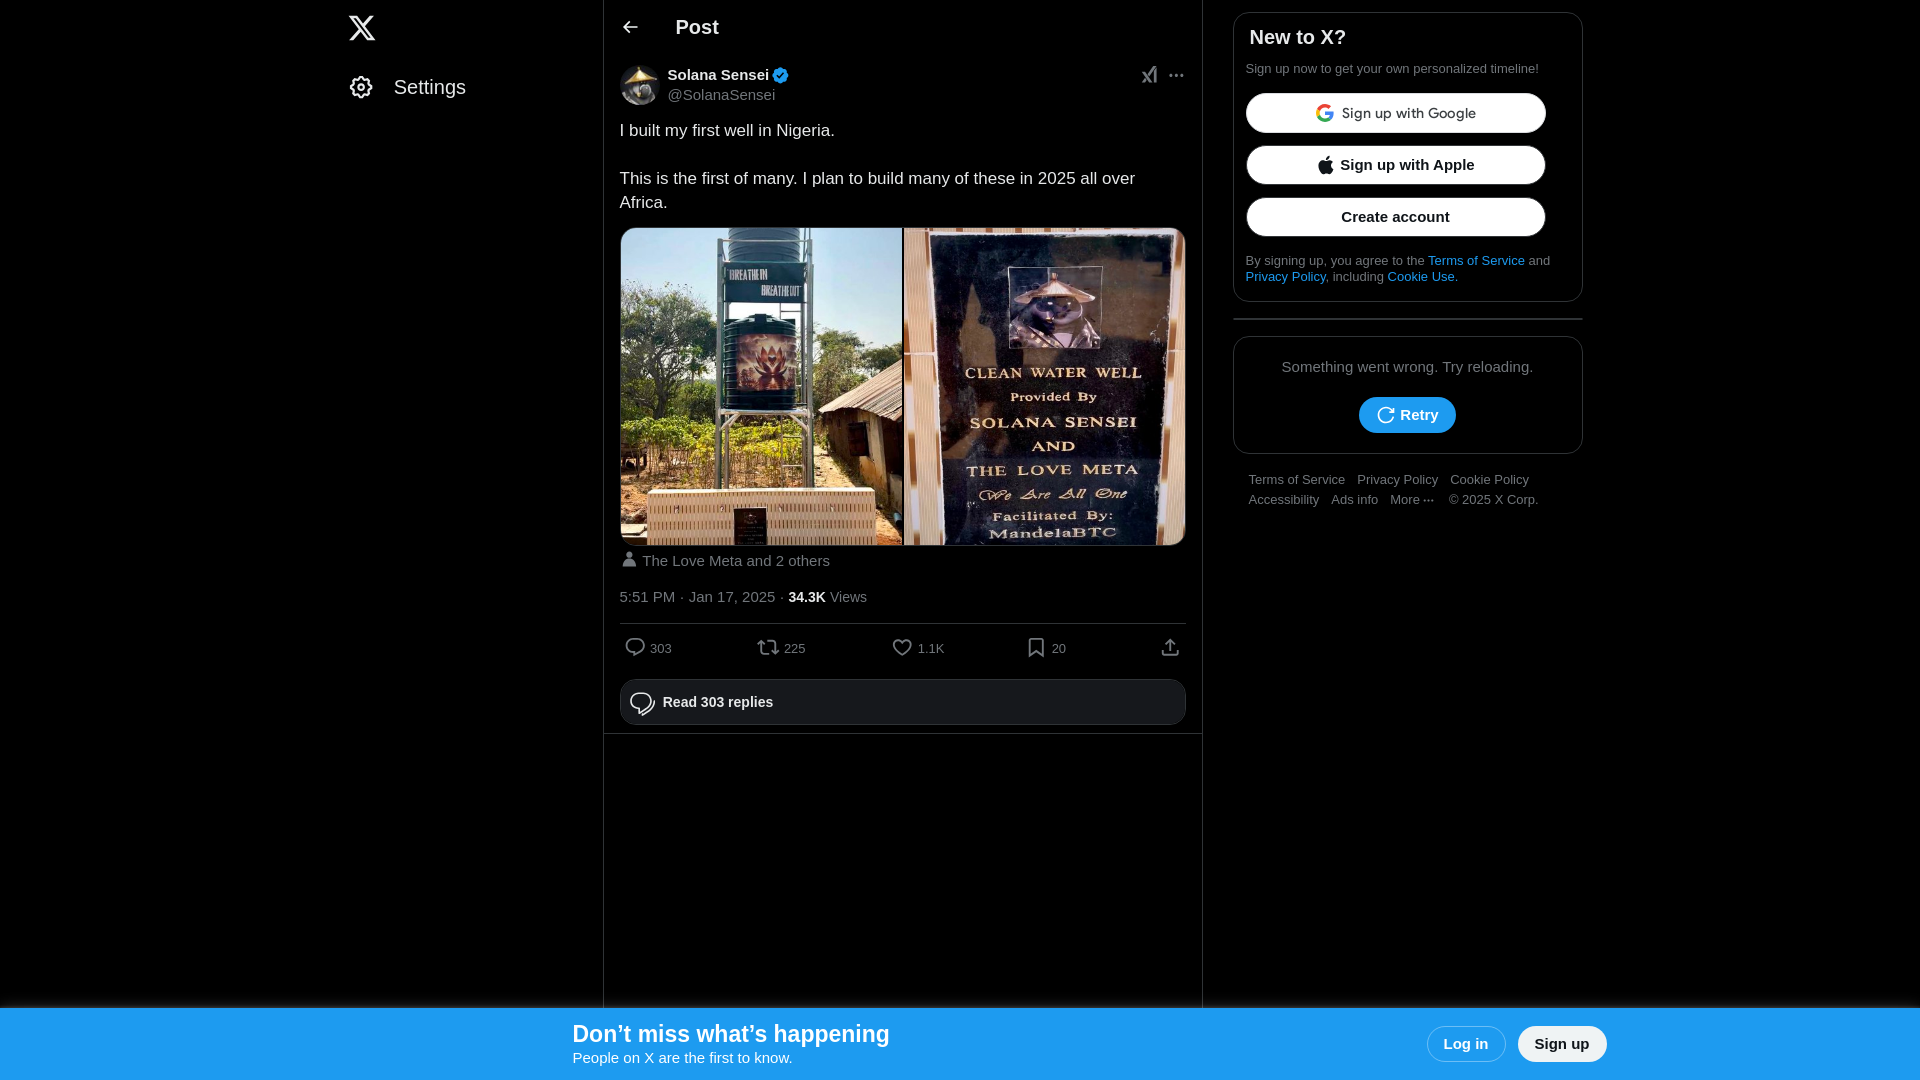 Settings
Post
Solana Sensei
@SolanaSensei
I built my first well in Nigeria.
This is the first of many. I plan to build many of these in 2025 all over
Africa.
BREATHE IN
BREATHE OUT
CLEAN WATER WELL
Provided By
SOLANA SENSEI
AND
THE LOVE META
We Are All One
Facilitated By:
MandelaBTC
The Love Meta and 2 others
5:51 PM · Jan 17, 2025 · 34.3K Views
303
225
1.1K
20
Read 303 replies
New to X?
Sign up now to get your own personalized timeline!
Sign up with Google
Sign up with Apple
Create account
By signing up, you agree to the Terms of Service and
Privacy Policy, including Cookie Use.
Something went wrong. Try reloading.
Retry
Terms of Service Privacy Policy Cookie Policy
Accessibility Ads info More ··· © 2025 X Corp.
Don’t miss what’s happening
People on X are the first to know.
Log in
Sign up